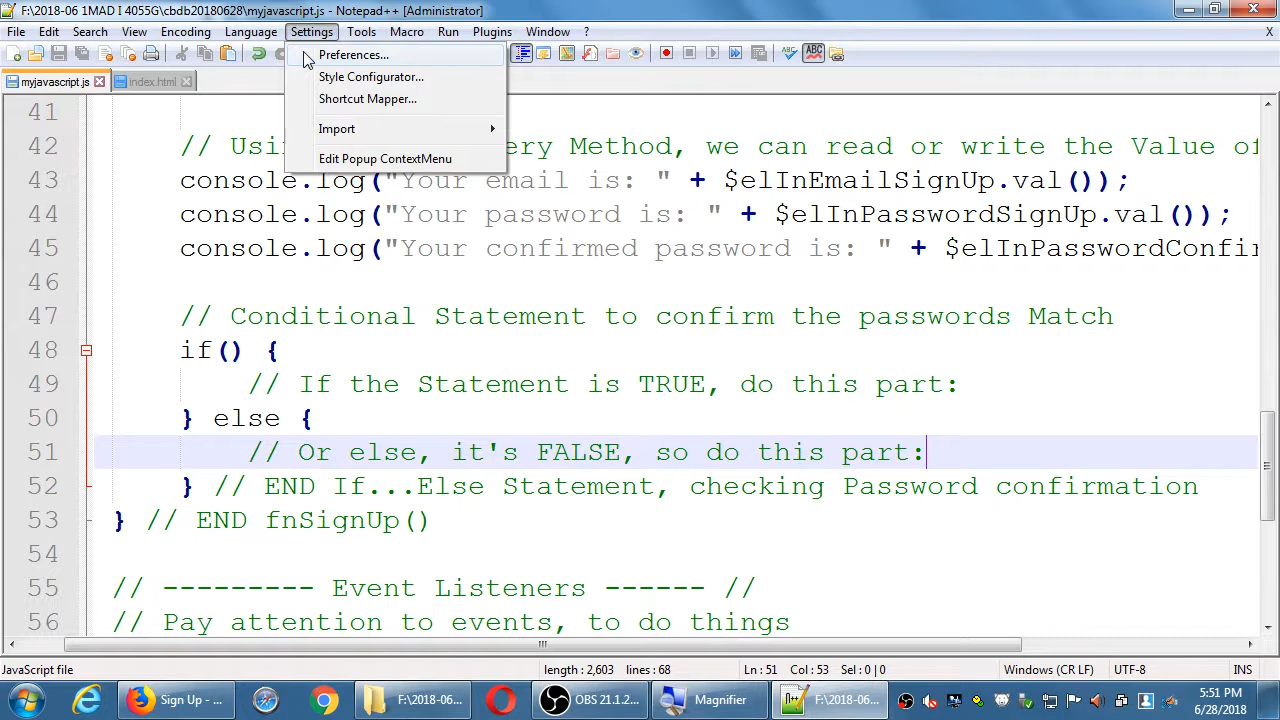 F:\2018-06 1MAD I 4055G\cbdb20180628\myjavascript.js - Notepad++ [Administrator]
File Edit Search View Encoding Language Settings Tools Macro Run Plugins Window ? X
Preferences...
Style Configurator...
Shortcut Mapper...
Import
Edit Popup ContextMenu
myjavascript.js index.html
41
42 // Usi ery Method, we can read or write the Value of
43 console.log("Your email is: " + $elInEmailSignUp.val());
44 console.log("Your password is: " + $elInPasswordSignUp.val());
45 console.log("Your confirmed password is: " + $elInPasswordConfi
46
47 // Conditional Statement to confirm the passwords Match
48 if() {
49 // If the Statement is TRUE, do this part:
50 } else {
51 // Or else, it's FALSE, so do this part:
52 } // END If...Else Statement, checking Password confirmation
53 } // END fnSignUp()
54
55 // --------- Event Listeners ------ //
56 // Pay attention to events, to do things
JavaScript file length : 2,603 lines : 68 Ln : 51 Col : 53 Sel : 0 | 0 Windows (CR LF) UTF-8 INS
Sign Up - ... F:\2018-06... OBS 21.1.2... Magnifier F:\2018-06... 5:51 PM
6/28/2018